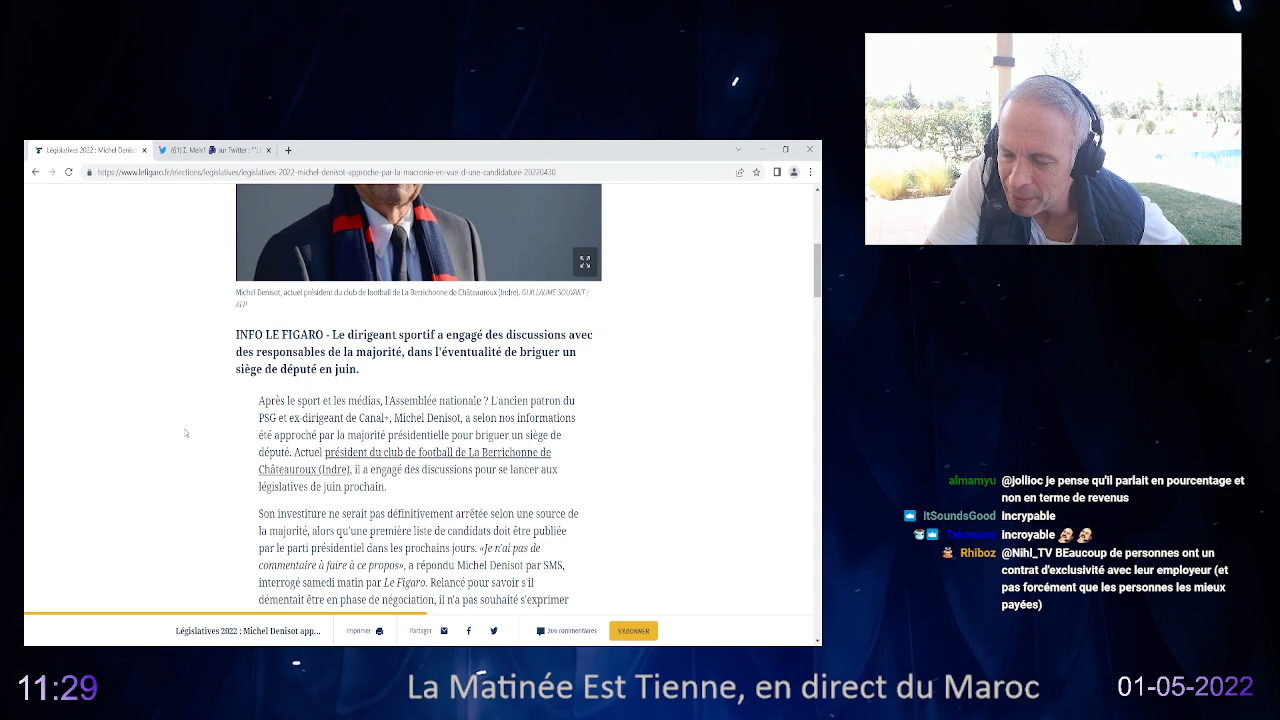 Législatives 2022 : Michel Deniso
(61) Σ. Melv1 sur Twitter : "
https://www.lefigaro.fr/elections/legislatives/legislatives-2022-michel-denisot-approche-par-la-macronie-en-vue-d-une-candidature-20220430
Michel Denisot, actuel président du club de football de La Berrichonne de Châteauroux (Indre). GUILLAUME SOUVANT /
AFP
INFO LE FIGARO - Le dirigeant sportif a engagé des discussions avec
des responsables de la majorité, dans l'éventualité de briguer un
siège de député en juin.
Après le sport et les médias, l'Assemblée nationale ? L'ancien patron du
PSG et ex-dirigeant de Canal+, Michel Denisot, a selon nos informations
été approché par la majorité présidentielle pour briguer un siège de
député. Actuel président du club de football de La Berrichonne de
Châteauroux (Indre), il a engagé des discussions pour se lancer aux
législatives de juin prochain.
Son investiture ne serait pas définitivement arrêtée selon une source de
la majorité, alors qu'une première liste de candidats doit être publiée
par le parti présidentiel dans les prochains jours. «Je n'ai pas de
commentaire à faire à ce propos», a répondu Michel Denisot par SMS,
interrogé samedi matin par Le Figaro. Relancé pour savoir s'il
démentait être en phase de négociation, il n'a pas souhaité s'exprimer
Législatives 2022 : Michel Denisot app...
Imprimer
Partager
206 commentaires
S'ABONNER
almamyu @jollioc je pense qu'il parlait en pourcentage et
non en terme de revenus
ItSoundsGood incrypable
incroyable
Rhiboz @Nihl_TV BEaucoup de personnes ont un
contrat d'exclusivité avec leur employeur (et
pas forcément que les personnes les mieux
payées)
11:29
La Matinée Est Tienne, en direct du Maroc
01-05-2022